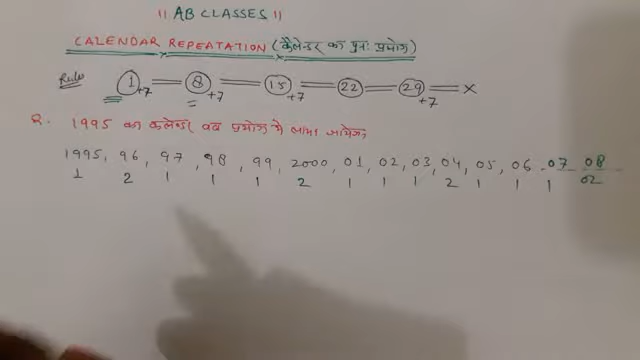 || AB CLASSES ||
CALENDAR REPEATATION (कैलेन्डर का पुनः प्रयोग)
Rule 1 +7 8 +7 15 +7 22 29 +7 ×
Q. 1995 का कैलेन्डर कब प्रयोग में लाया जायेगा
1995, 96, 97, 98, 99, 2000, 01, 02, 03, 04, 05, 06, 07 08
1 2 1 1 1 2 1 1 1 2 1 1 1 02